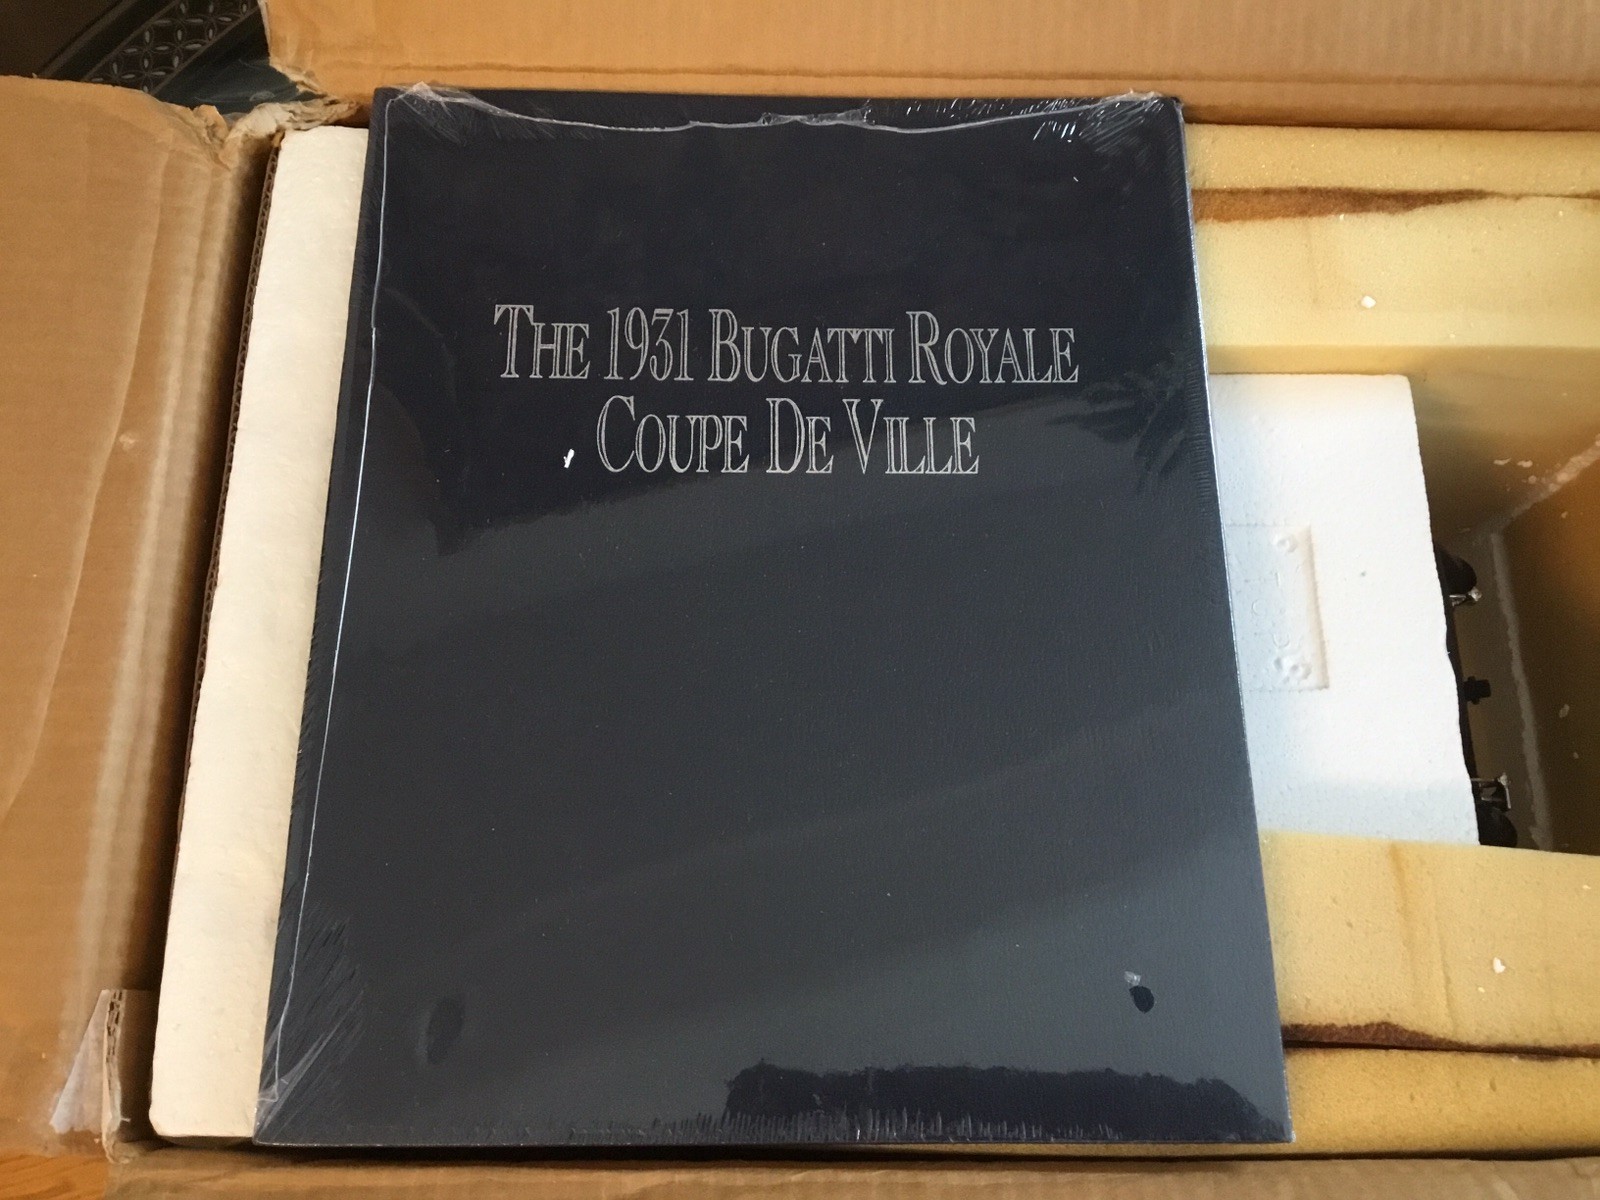 The 1931 Bugatti Royale
Coupe De Ville